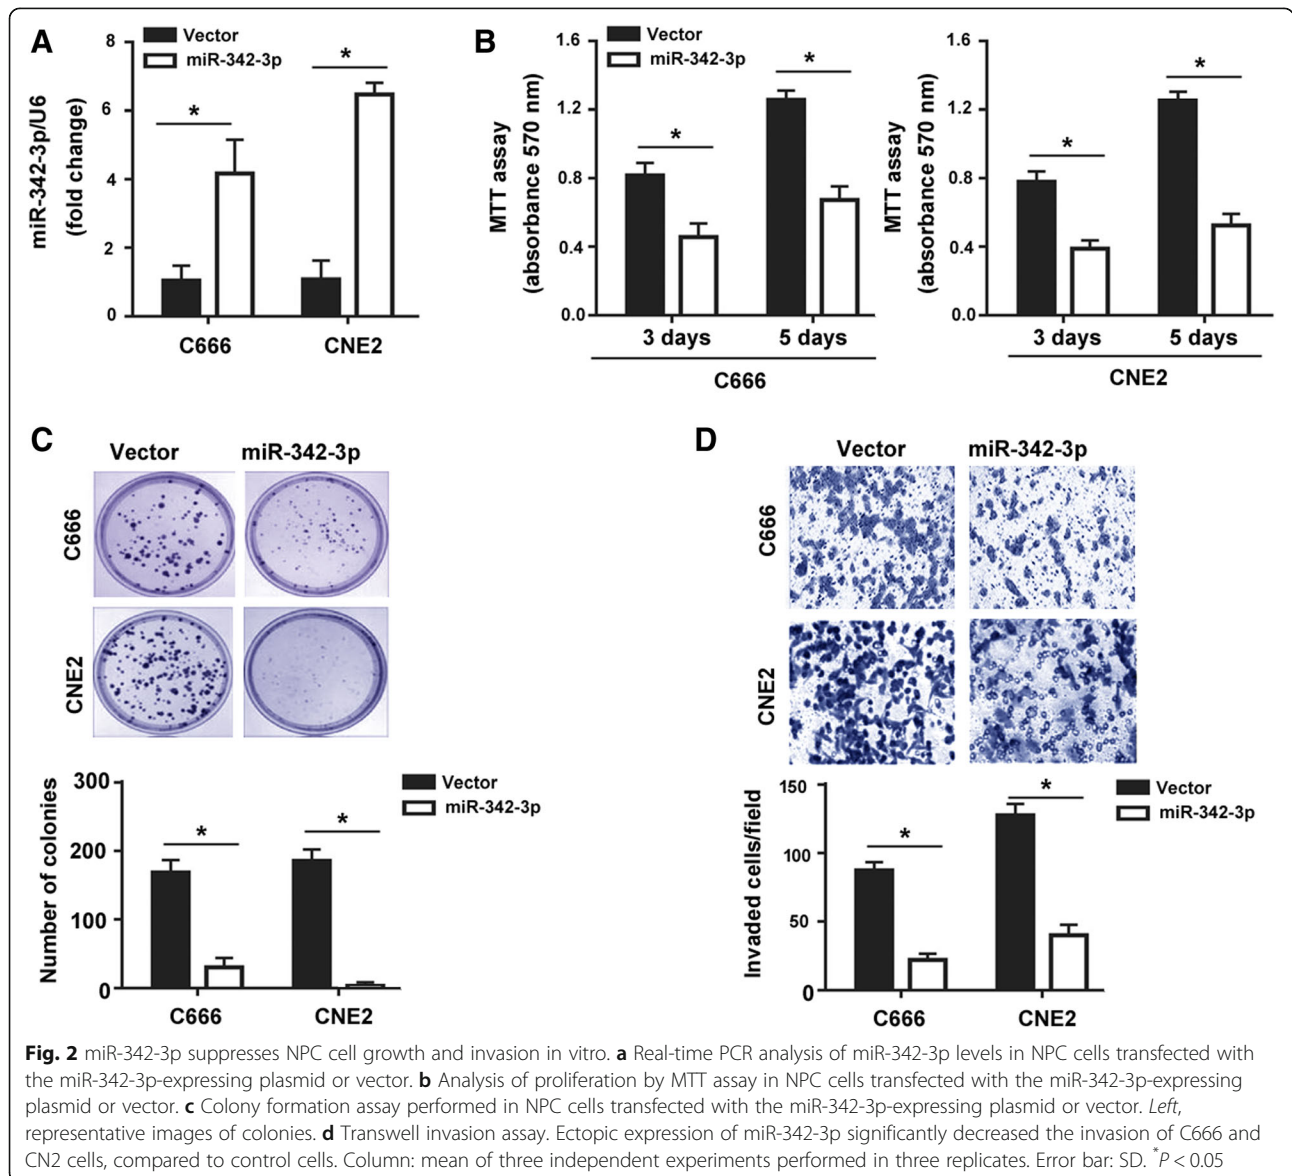 A
8
6
4
2
0
miR-342-3p/U6
(fold change)
Vector
miR-342-3p
*
*
C666
CNE2
B
1.6
1.2
0.8
0.4
0.0
MTT assay
(absorbance 570 nm)
Vector
miR-342-3p
*
*
3 days
5 days
C666
1.6
1.2
0.8
0.4
0.0
MTT assay
(absorbance 570 nm)
*
*
3 days
5 days
CNE2
C
Vector
miR-342-3p
C666
CNE2
300
200
100
0
Number of colonies
Vector
miR-342-3p
*
*
C666
CNE2
D
Vector
miR-342-3p
C666
CNE2
150
100
50
0
Invaded cells/field
Vector
miR-342-3p
*
*
C666
CNE2
Fig. 2 miR-342-3p suppresses NPC cell growth and invasion in vitro. a Real-time PCR analysis of miR-342-3p levels in NPC cells transfected with
the miR-342-3p-expressing plasmid or vector. b Analysis of proliferation by MTT assay in NPC cells transfected with the miR-342-3p-expressing
plasmid or vector. c Colony formation assay performed in NPC cells transfected with the miR-342-3p-expressing plasmid or vector. Left,
representative images of colonies. d Transwell invasion assay. Ectopic expression of miR-342-3p significantly decreased the invasion of C666 and
CN2 cells, compared to control cells. Column: mean of three independent experiments performed in three replicates. Error bar: SD. *P < 0.05